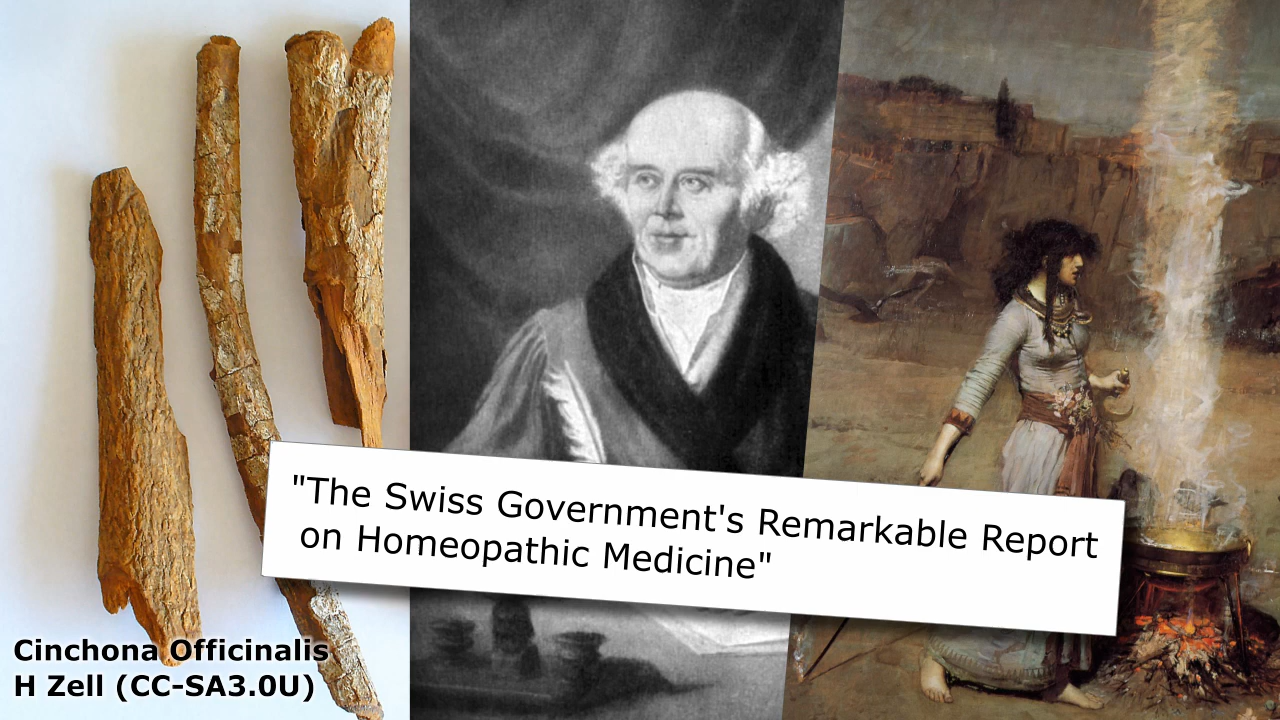 "The Swiss Government's Remarkable Report
on Homeopathic Medicine"
Cinchona Officinalis
H Zell (CC-SA3.0U)